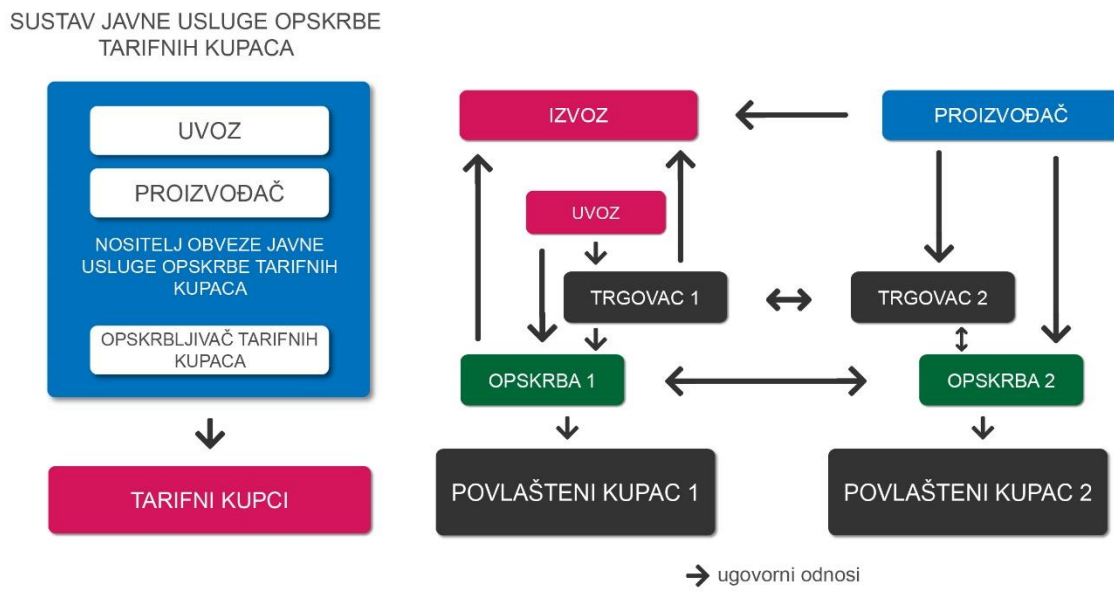 SUSTAV JAVNE USLUGE OPSKRBE
TARIFNIH KUPACA
UVOZ
PROIZVOĐAČ
NOSITELJ OBVEZE JAVNE
USLUGE OPSKRBE TARIFNIH
KUPACA
OPSKRBLJIVAČ TARIFNIH
KUPACA
TARIFNI KUPCI
IZVOZ
PROIZVOĐAČ
UVOZ
TRGOVAC 1
TRGOVAC 2
OPSKRBA 1
OPSKRBA 2
POVLAŠTENI KUPAC 1
POVLAŠTENI KUPAC 2
ugovorni odnosi